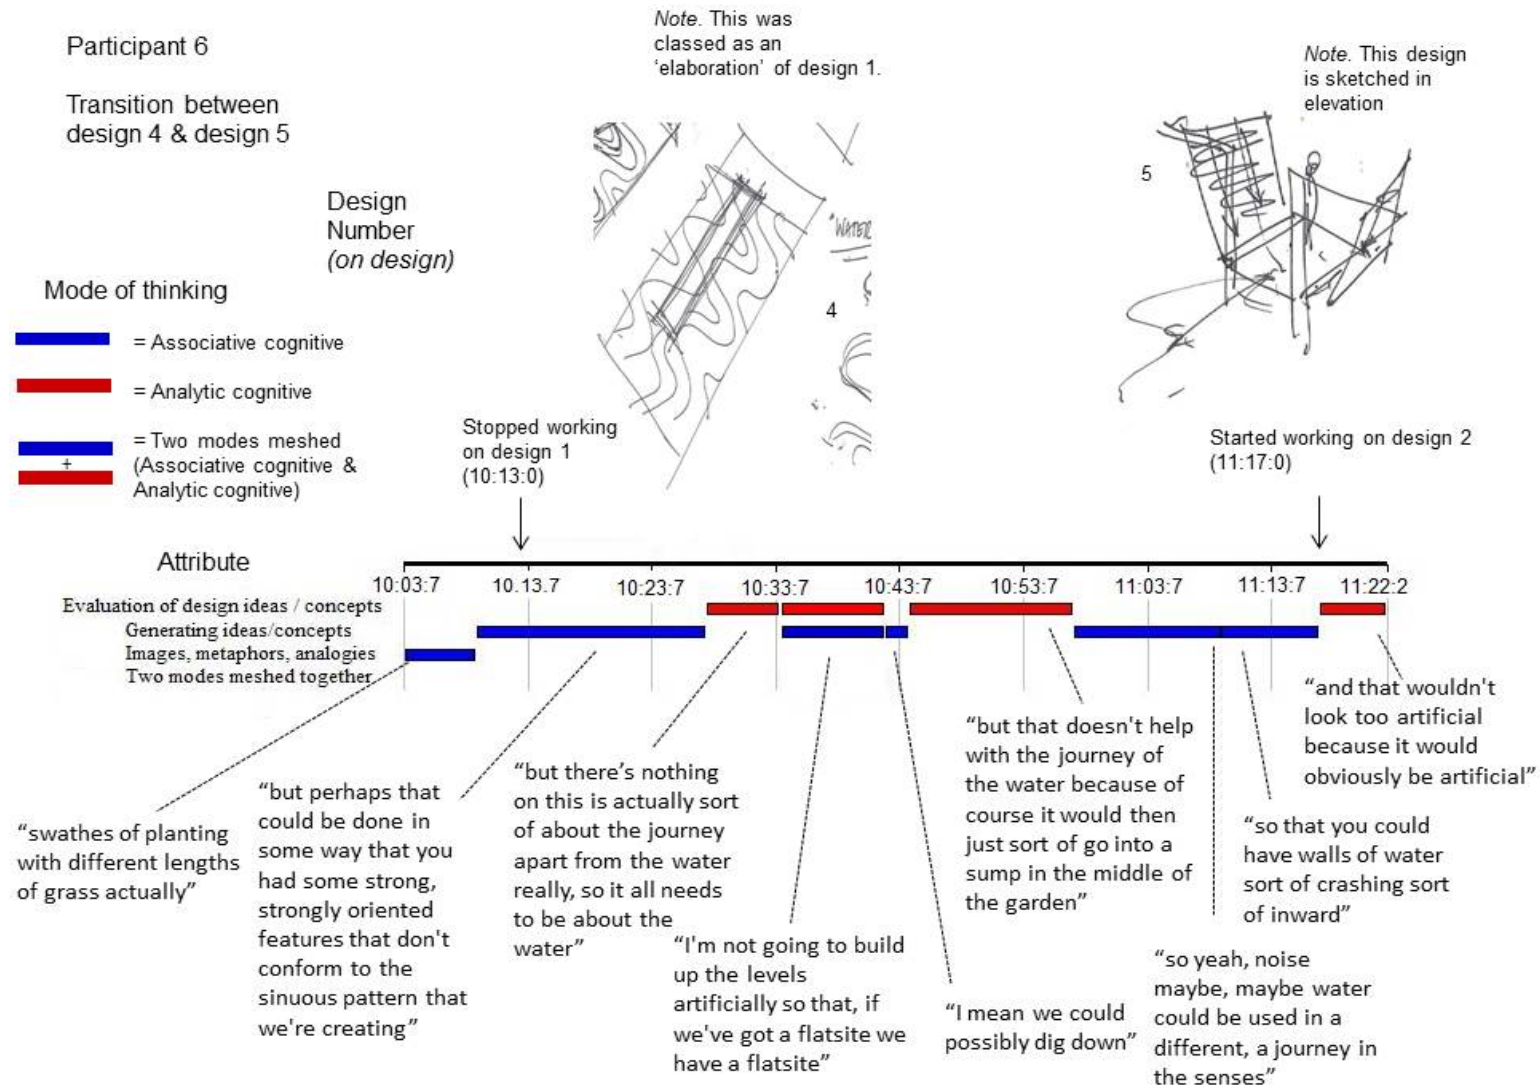 Participant 6
Transition between
design 4 & design 5
Note. This was
classed as an
‘elaboration’ of design 1.
Note. This design
is sketched in
elevation
Design
Number
(on design)
"WATER
4
5
Mode of thinking
= Associative cognitive
= Analytic cognitive
+
= Two modes meshed
(Associative cognitive &
Analytic cognitive)
Stopped working
on design 1
(10:13:0)
Started working on design 2
(11:17:0)
Attribute
10:03:7 10.13.7 10:23:7 10:33:7 10:43:7 10:53:7 11:03:7 11:13:7 11:22:2
Evaluation of design ideas / concepts
Generating ideas/concepts
Images, metaphors, analogies
Two modes meshed together
“swathes of planting
with different lengths
of grass actually”
“but perhaps that
could be done in
some way that you
had some strong,
strongly oriented
features that don't
conform to the
sinuous pattern that
we're creating”
“but there’s nothing
on this is actually sort
of about the journey
apart from the water
really, so it all needs
to be about the
water”
“I'm not going to build
up the levels
artificially so that, if
we've got a flatsite we
have a flatsite”
“I mean we could
possibly dig down”
“but that doesn't help
with the journey of
the water because of
course it would then
just sort of go into a
sump in the middle of
the garden”
“so yeah, noise
maybe, maybe water
could be used in a
different, a journey in
the senses”
“so that you could
have walls of water
sort of crashing sort
of inward”
“and that wouldn't
look too artificial
because it would
obviously be artificial”